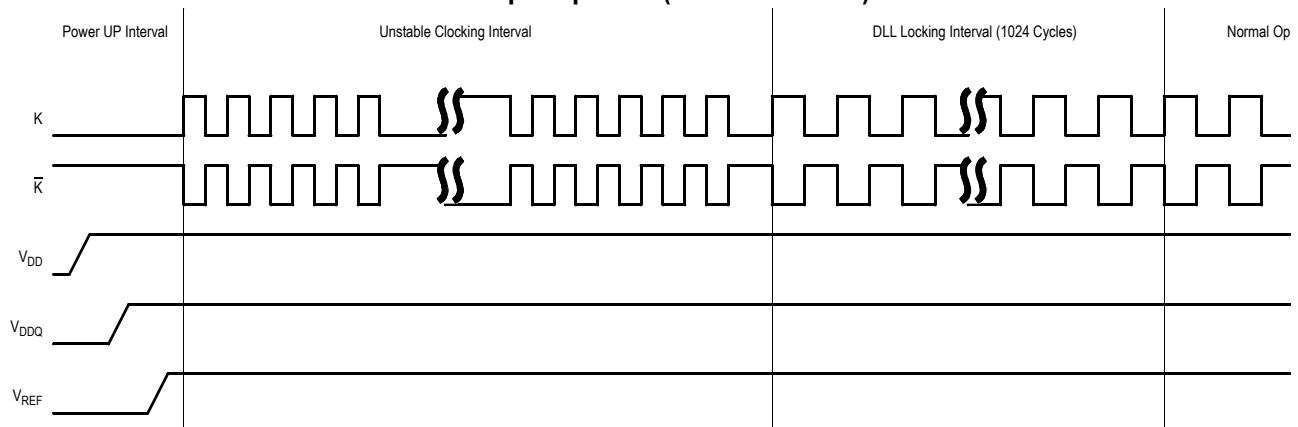 Power UP Interval
Unstable Clocking Interval
DLL Locking Interval (1024 Cycles)
Normal Op
K
K̅
VDD
VDDQ
VREF